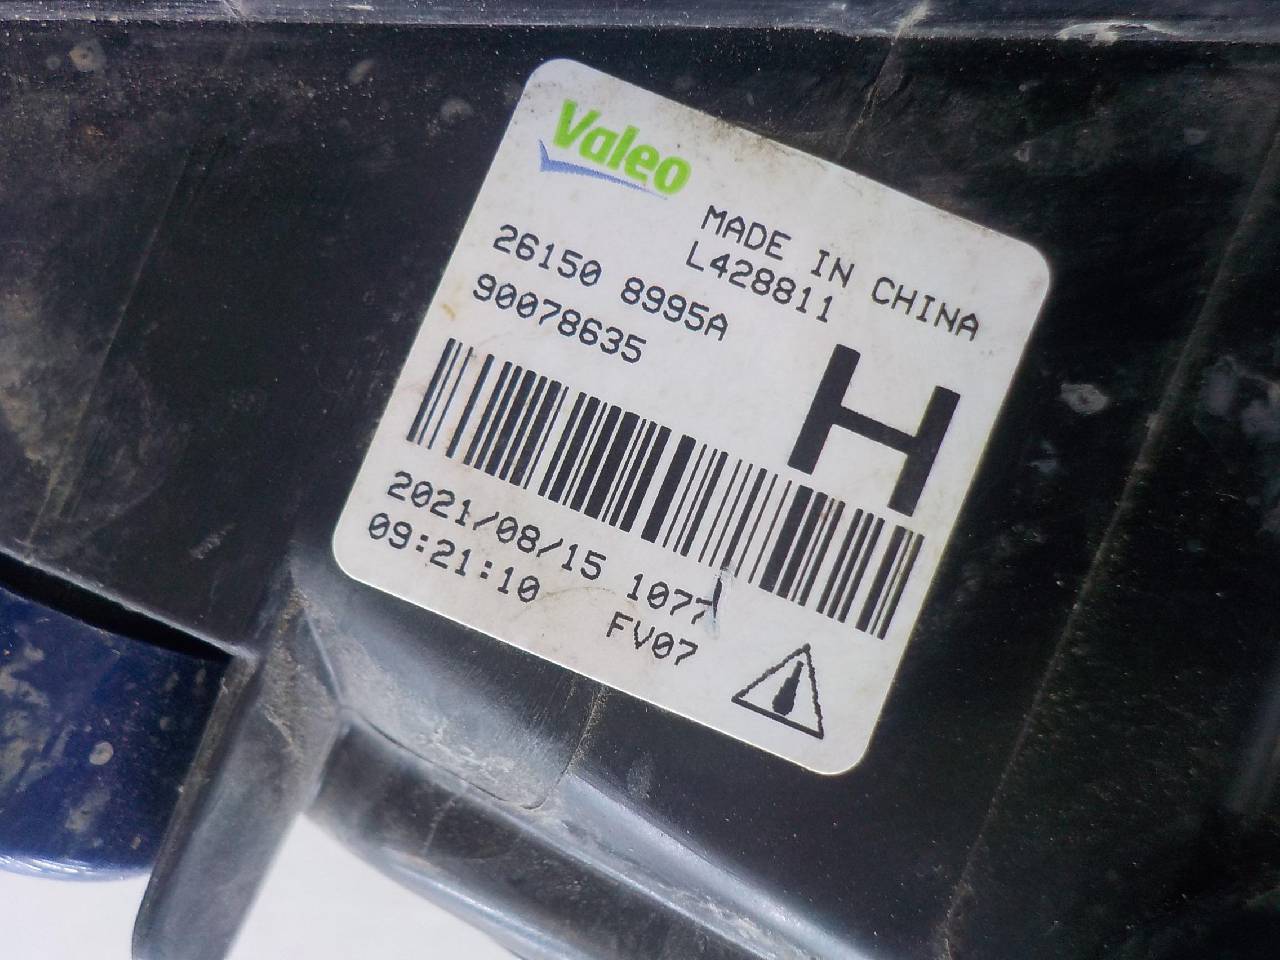 Valeo
MADE IN CHINA
L428811
26150 8995A
90078635
H
2021/08/15 1077
09:21:10
FV07